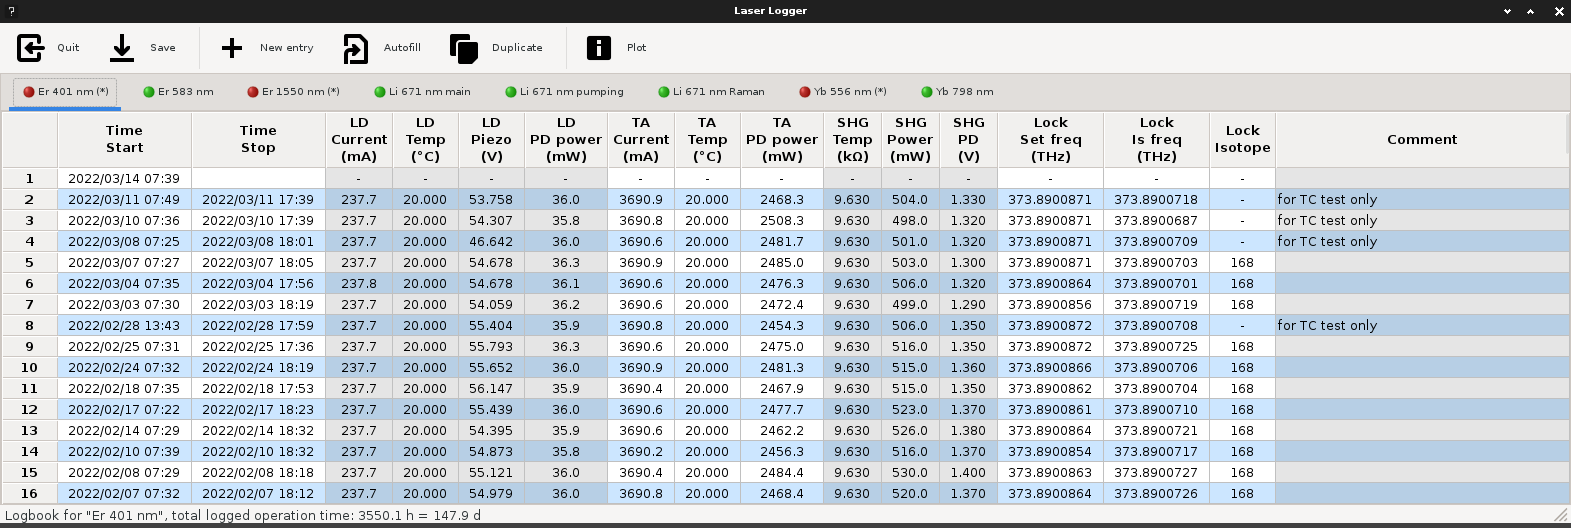 Laser Logger
Quit Save New entry Autofill Duplicate Plot
Er 401 nm (*) Er 583 nm Er 1550 nm (*) Li 671 nm main Li 671 nm pumping Li 671 nm Raman Yb 556 nm (*) Yb 798 nm
Time Start Time Stop LD Current (mA) LD Temp (°C) LD Piezo (V) LD PD power (mW) TA Current (mA) TA Temp (°C) TA PD power (mW) SHG Temp (kΩ) SHG Power (mW) SHG PD (V) Lock Set freq (THz) Lock Is freq (THz) Lock Isotope Comment
1 2022/03/14 07:39 - - - - - - - - - - - - -
2 2022/03/11 07:49 2022/03/11 17:39 237.7 20.000 53.758 36.0 3690.9 20.000 2468.3 9.630 504.0 1.330 373.8900871 373.8900718 - for TC test only
3 2022/03/10 07:36 2022/03/10 17:39 237.7 20.000 54.307 35.8 3690.8 20.000 2508.3 9.630 498.0 1.320 373.8900871 373.8900687 - for TC test only
4 2022/03/08 07:25 2022/03/08 18:01 237.7 20.000 46.642 36.0 3690.6 20.000 2481.7 9.630 501.0 1.320 373.8900871 373.8900709 - for TC test only
5 2022/03/07 07:27 2022/03/07 18:05 237.7 20.000 54.678 36.3 3690.9 20.000 2485.0 9.630 503.0 1.300 373.8900871 373.8900703 168
6 2022/03/04 07:35 2022/03/04 17:56 237.8 20.000 54.678 36.1 3690.6 20.000 2476.3 9.630 506.0 1.320 373.8900864 373.8900701 168
7 2022/03/03 07:30 2022/03/03 18:19 237.7 20.000 54.059 36.2 3690.6 20.000 2472.4 9.630 499.0 1.290 373.8900856 373.8900719 168
8 2022/02/28 13:43 2022/02/28 17:59 237.7 20.000 55.404 35.9 3690.8 20.000 2454.3 9.630 506.0 1.350 373.8900872 373.8900708 - for TC test only
9 2022/02/25 07:31 2022/02/25 17:36 237.7 20.000 55.793 36.3 3690.6 20.000 2475.0 9.630 516.0 1.350 373.8900872 373.8900725 168
10 2022/02/24 07:32 2022/02/24 18:19 237.7 20.000 55.652 36.0 3690.9 20.000 2481.3 9.630 515.0 1.360 373.8900866 373.8900706 168
11 2022/02/18 07:35 2022/02/18 17:53 237.7 20.000 56.147 35.9 3690.4 20.000 2467.9 9.630 515.0 1.350 373.8900862 373.8900704 168
12 2022/02/17 07:22 2022/02/17 18:23 237.7 20.000 55.439 36.0 3690.6 20.000 2477.7 9.630 523.0 1.370 373.8900861 373.8900710 168
13 2022/02/14 07:29 2022/02/14 18:32 237.7 20.000 54.395 35.9 3690.6 20.000 2462.2 9.630 526.0 1.380 373.8900864 373.8900721 168
14 2022/02/10 07:39 2022/02/10 18:32 237.7 20.000 54.873 35.8 3690.2 20.000 2456.3 9.630 516.0 1.370 373.8900854 373.8900717 168
15 2022/02/08 07:29 2022/02/08 18:18 237.7 20.000 55.121 36.0 3690.4 20.000 2484.4 9.630 530.0 1.400 373.8900863 373.8900727 168
16 2022/02/07 07:32 2022/02/07 18:12 237.7 20.000 54.979 36.0 3690.8 20.000 2468.4 9.630 520.0 1.370 373.8900864 373.8900726 168
Logbook for "Er 401 nm", total logged operation time: 3550.1 h = 147.9 d